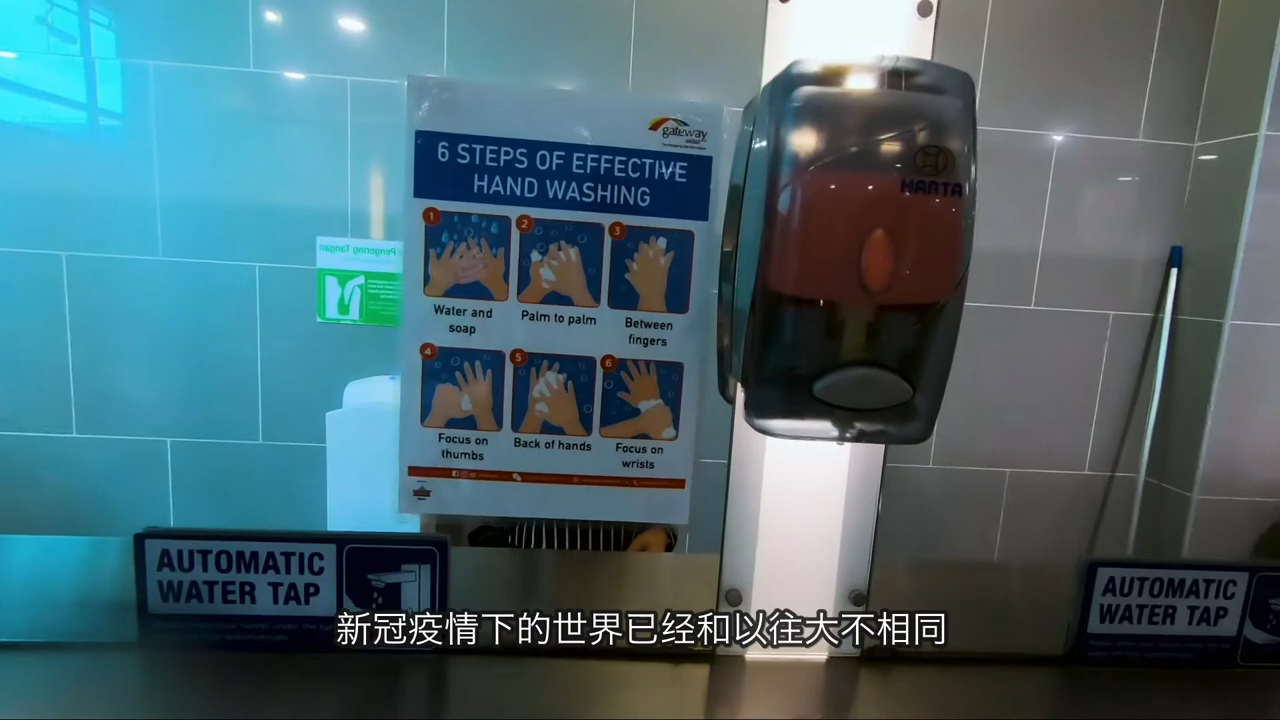 gateway
6 STEPS OF EFFECTIVE
HAND WASHING
1
2
3
Water and
soap
Palm to palm
Between
fingers
4
5
6
Focus on
thumbs
Back of hands
Focus on
wrists
HARTA
Pengering Tangan
AUTOMATIC
WATER TAP
AUTOMATIC
WATER TAP
新冠疫情下的世界已经和以往大不相同